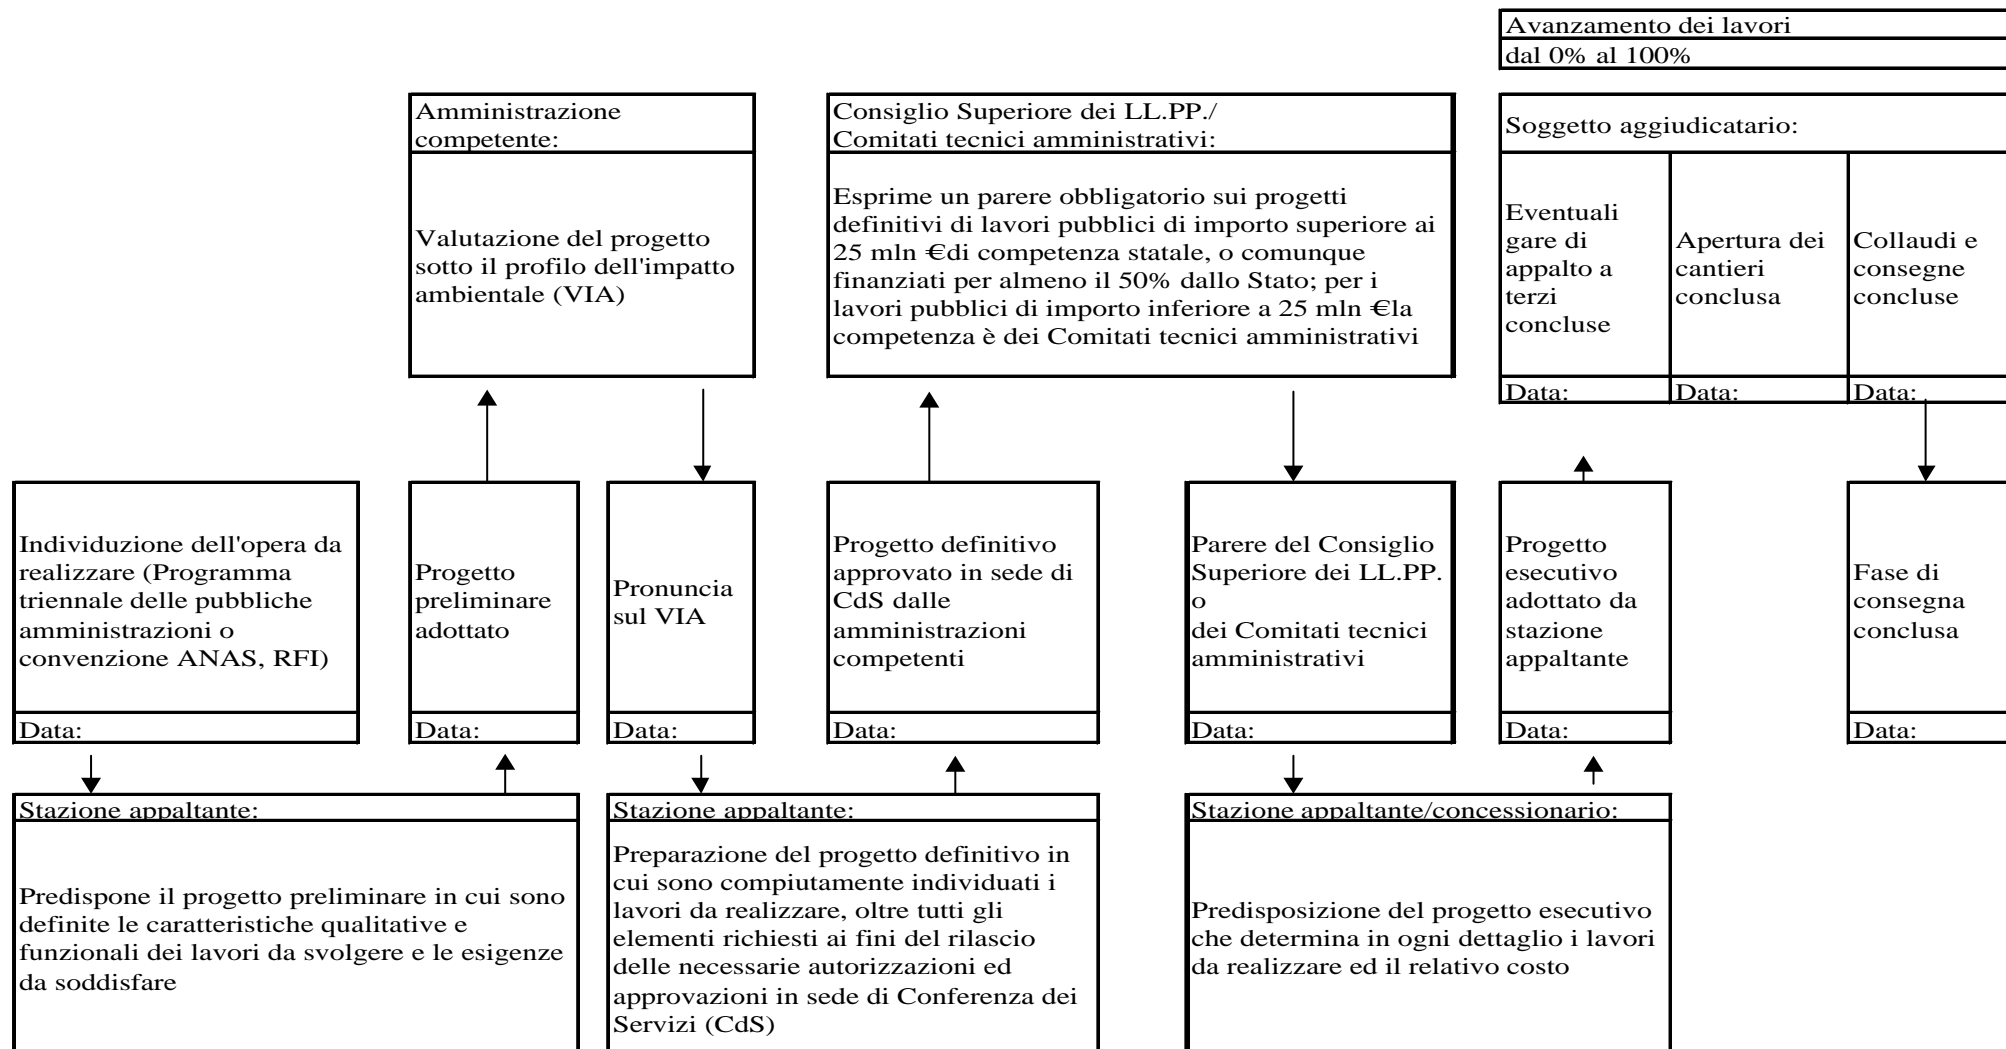 Avanzamento dei lavori
dal 0% al 100%
Amministrazione
competente:
Valutazione del progetto
sotto il profilo dell'impatto
ambientale (VIA)
Consiglio Superiore dei LL.PP./
Comitati tecnici amministrativi:
Esprime un parere obbligatorio sui progetti
definitivi di lavori pubblici di importo superiore ai
25 mln €di competenza statale, o comunque
finanziati per almeno il 50% dallo Stato; per i
lavori pubblici di importo inferiore a 25 mln €la
competenza è dei Comitati tecnici amministrativi
Soggetto aggiudicatario:
Eventuali
gare di
appalto a
terzi
concluse
Data:
Apertura dei
cantieri
conclusa
Data:
Collaudi e
consegne
concluse
Data:
Individuzione dell'opera da
realizzare (Programma
triennale delle pubbliche
amministrazioni o
convenzione ANAS, RFI)
Data:
Progetto
preliminare
adottato
Data:
Pronuncia
sul VIA
Data:
Progetto definitivo
approvato in sede di
CdS dalle
amministrazioni
competenti
Data:
Parere del Consiglio
Superiore dei LL.PP.
o
dei Comitati tecnici
amministrativi
Data:
Progetto
esecutivo
adottato da
stazione
appaltante
Data:
Fase di
consegna
conclusa
Data:
Stazione appaltante:
Predispone il progetto preliminare in cui sono
definite le caratteristiche qualitative e
funzionali dei lavori da svolgere e le esigenze
da soddisfare
Stazione appaltante:
Preparazione del progetto definitivo in
cui sono compiutamente individuati i
lavori da realizzare, oltre tutti gli
elementi richiesti ai fini del rilascio
delle necessarie autorizzazioni ed
approvazioni in sede di Conferenza dei
Servizi (CdS)
Stazione appaltante/concessionario:
Predisposizione del progetto esecutivo
che determina in ogni dettaglio i lavori
da realizzare ed il relativo costo